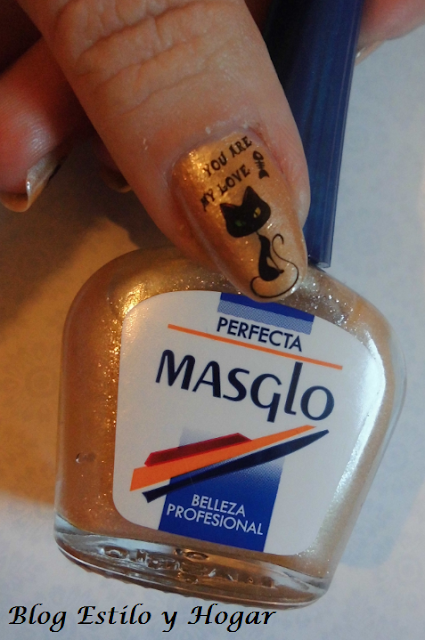 YOU ARE
MY LOVE
PERFECTA
MASglo
BELLEZA
PROFESIONAL
Blog Estilo y Hogar